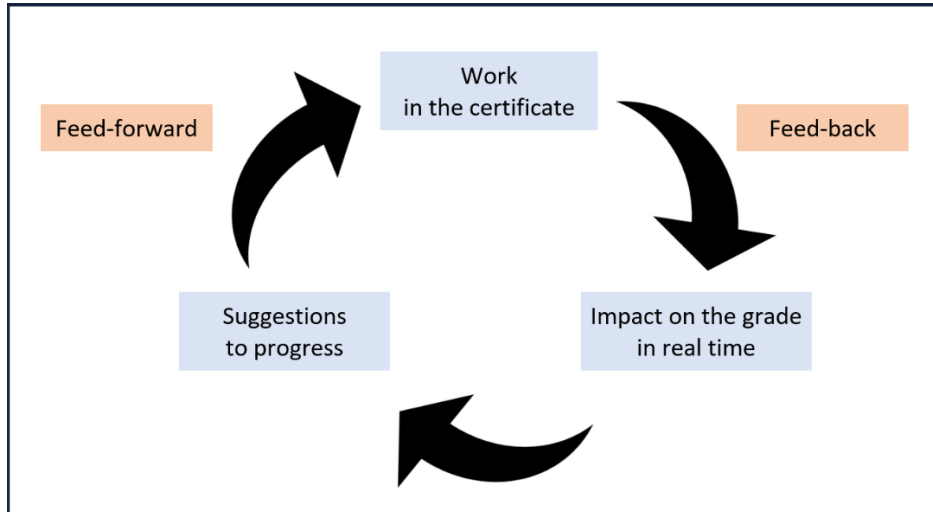 Work
in the certificate
Feed-forward
Feed-back
Suggestions
to progress
Impact on the grade
in real time